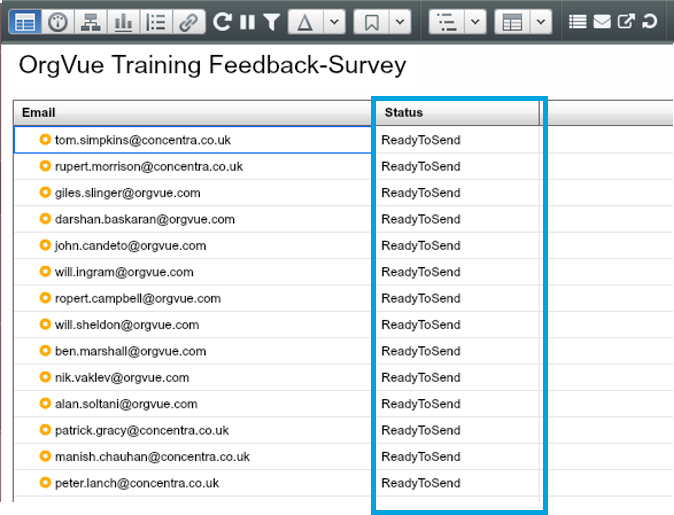 OrgVue Training Feedback-Survey
Email Status
tom.simpkins@concentra.co.uk ReadyToSend
rupert.morrison@concentra.co.uk ReadyToSend
giles.slinger@orgvue.com ReadyToSend
darshan.baskaran@orgvue.com ReadyToSend
john.candeto@orgvue.com ReadyToSend
will.ingram@orgvue.com ReadyToSend
ropert.campbell@orgvue.com ReadyToSend
will.sheldon@orgvue.com ReadyToSend
ben.marshall@orgvue.com ReadyToSend
nik.vaklev@orgvue.com ReadyToSend
alan.soltani@orgvue.com ReadyToSend
patrick.gracy@concentra.co.uk ReadyToSend
manish.chauhan@concentra.co.uk ReadyToSend
peter.lanch@concentra.co.uk ReadyToSend